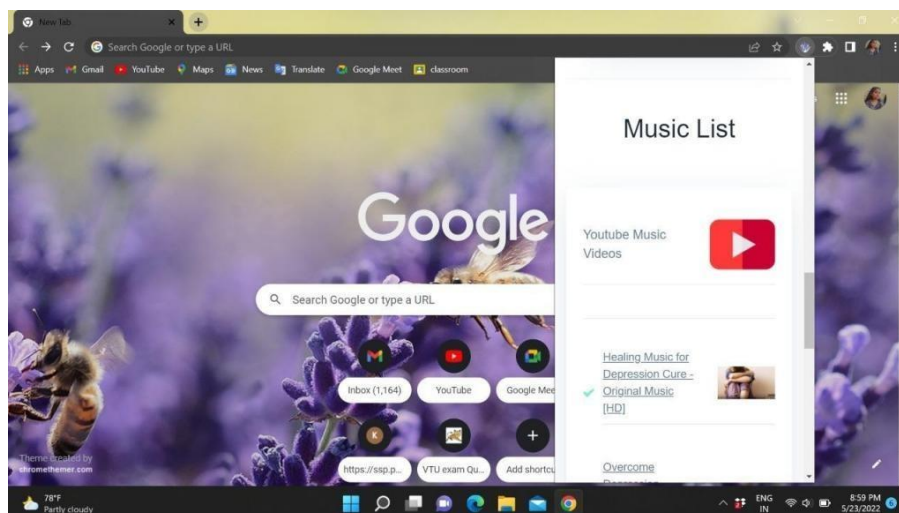 New Tab
Search Google or type a URL
Apps Gmail YouTube Maps News Translate Google Meet classroom
Music List
Google
Youtube Music
Videos
Search Google or type a URL
Healing Music for
Depression Cure -
Original Music
[HD]
Inbox (1,164) YouTube Google Mee
K
https://ssp.p... VTU exam Qu... Add shortcu
Overcome
Depression
Theme created by
chromethemer.com
78°F
Partly cloudy
ENG
IN
8:59 PM
5/23/2022
6